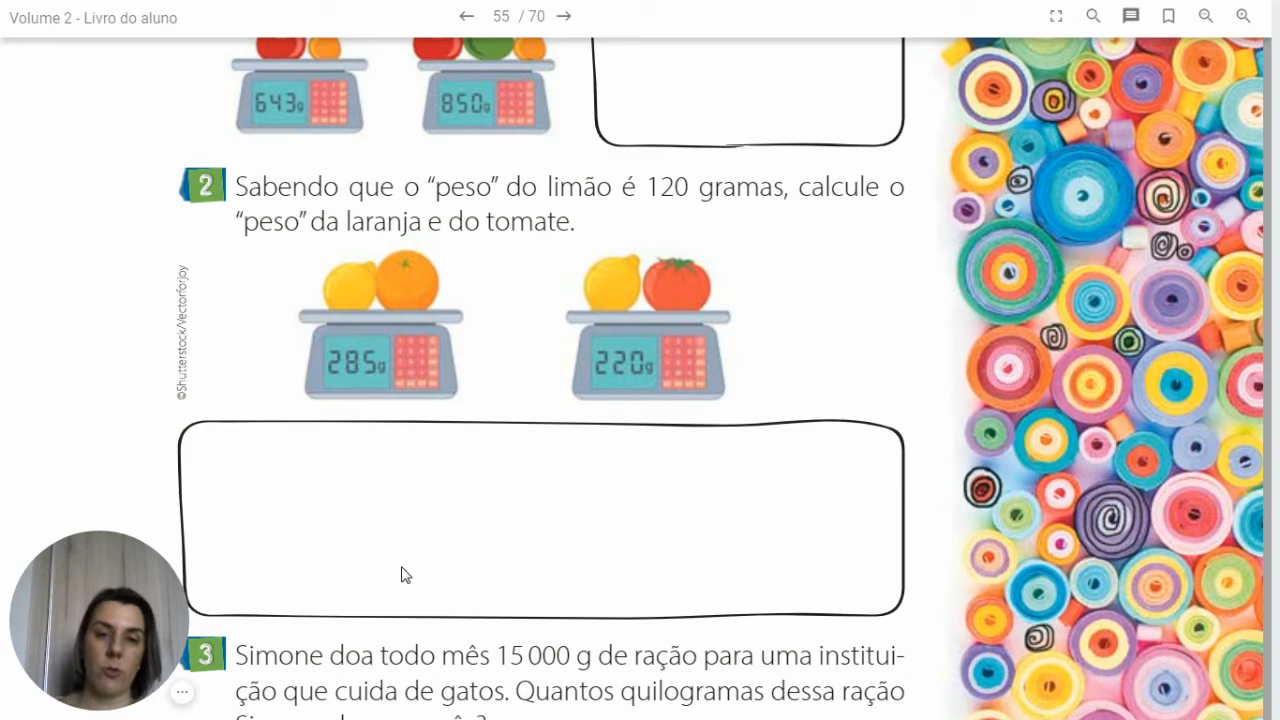 Volume 2 - Livro do aluno
55 / 70
643g
850g
2 Sabendo que o “peso” do limão é 120 gramas, calcule o
“peso” da laranja e do tomate.
©Shutterstock/Vectorforjoy
285g
220g
3 Simone doa todo mês 15 000 g de ração para uma institui-
ção que cuida de gatos. Quantos quilogramas dessa ração